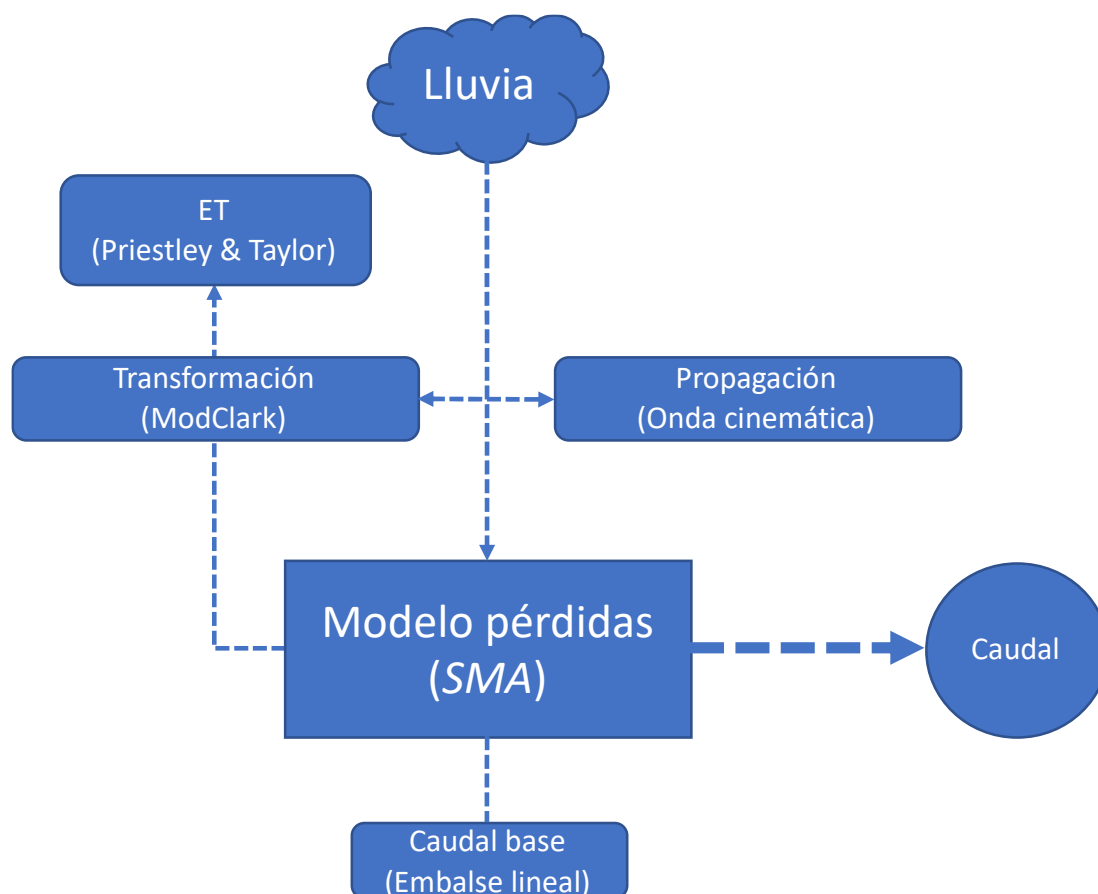 Lluvia
ET
(Priestley & Taylor)
Transformación
(ModClark)
Propagación
(Onda cinemática)
Modelo pérdidas
(SMA)
Caudal
Caudal base
(Embalse lineal)